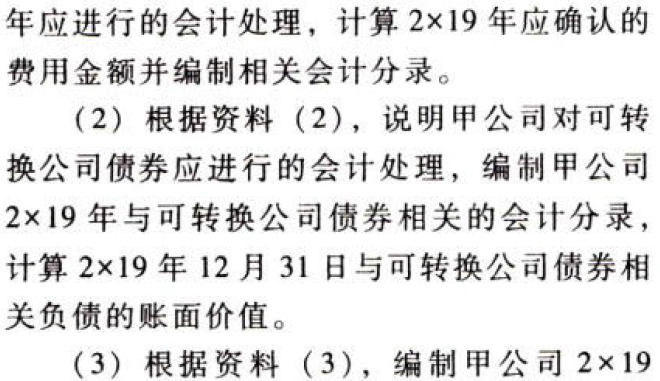 年应进行的会计处理，计算 2×19 年应确认的
费用金额并编制相关会计分录。
（2）根据资料（2），说明甲公司对可转
换公司债券应进行的会计处理，编制甲公司
2×19 年与可转换公司债券相关的会计分录，
计算 2×19 年 12 月 31 日与可转换公司债券相
关负债的账面价值。
（3）根据资料（3），编制甲公司 2×19